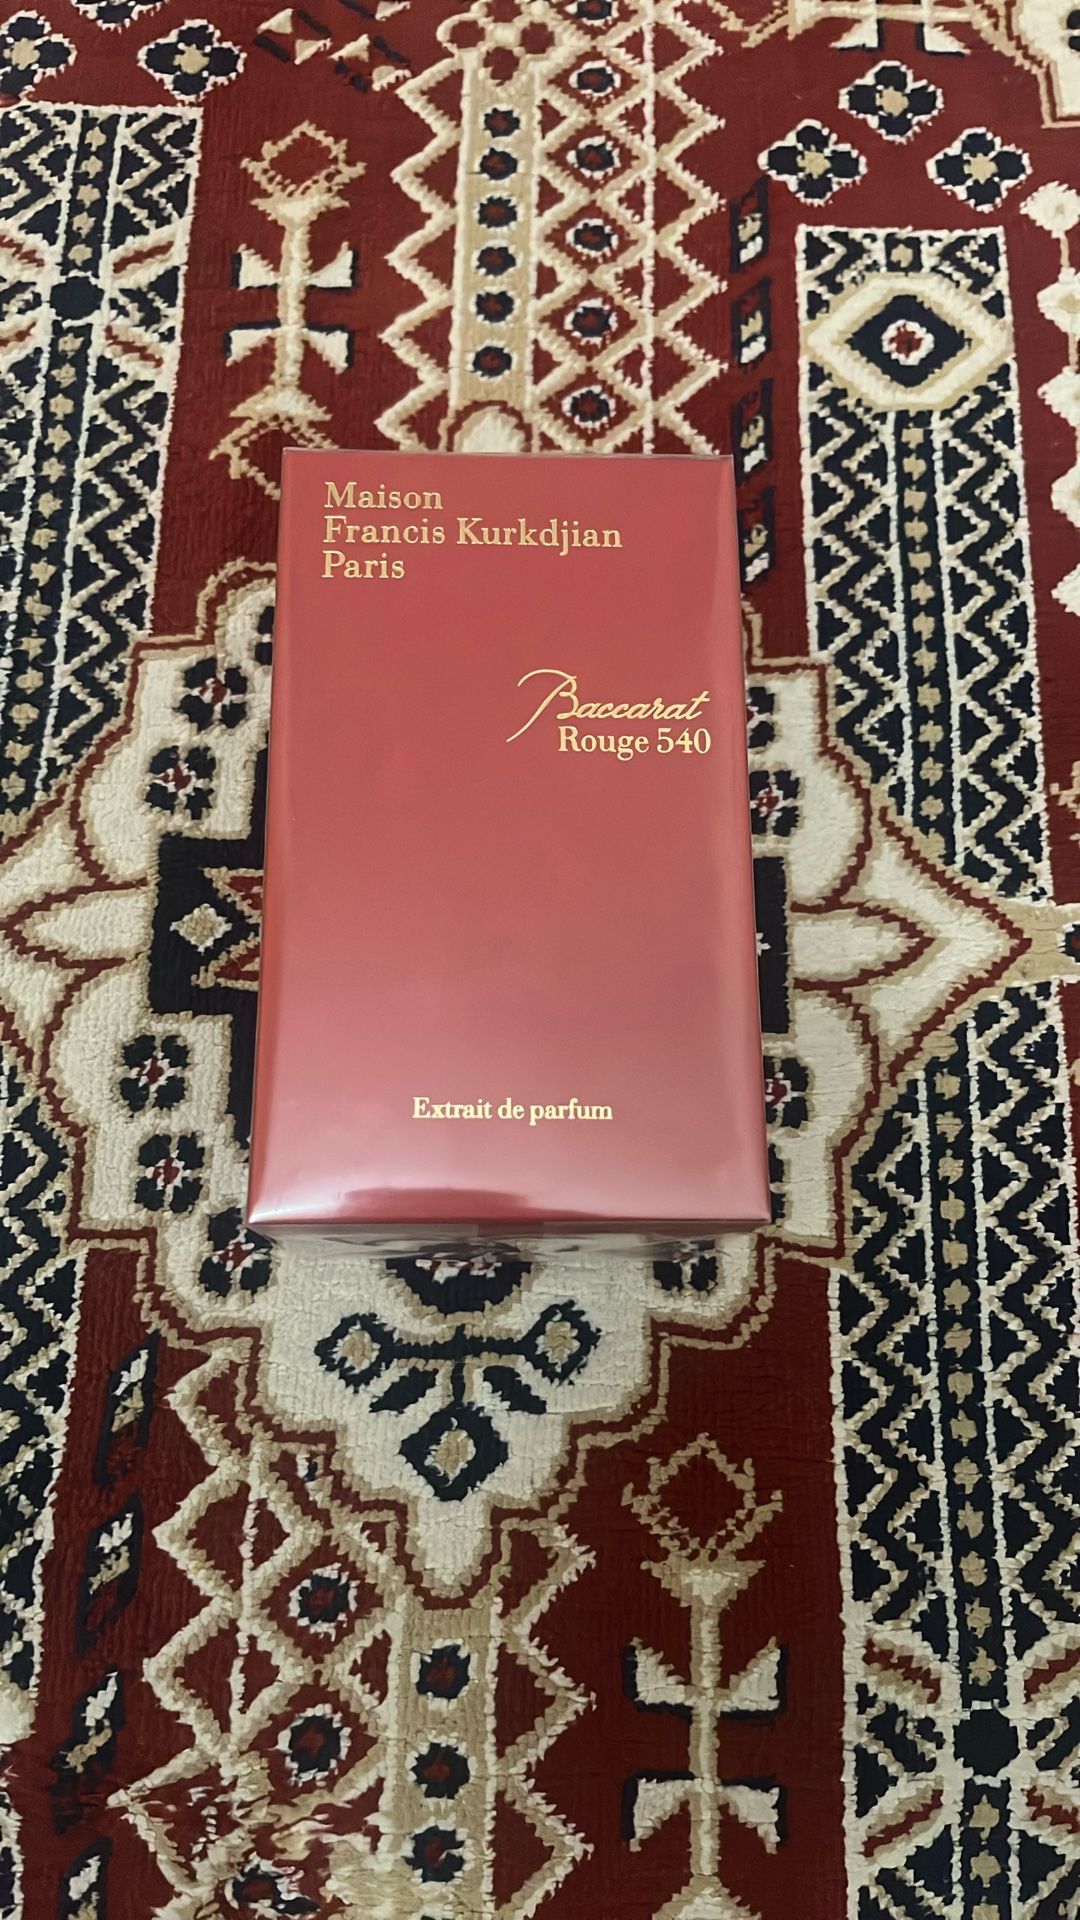 Maison
Francis Kurkdjian
Paris
Baccarat
Rouge 540
Extrait de parfum